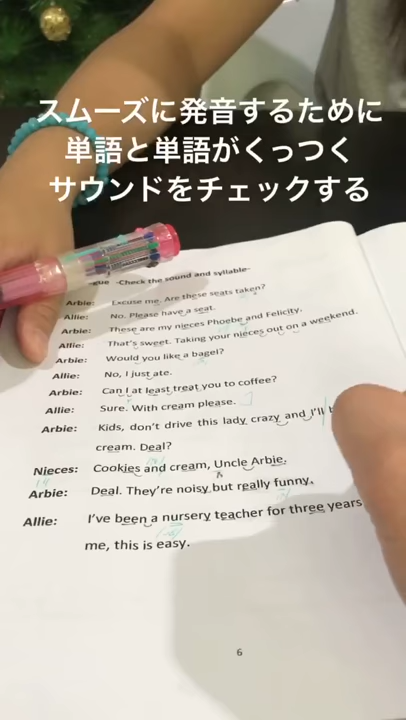 スムーズに発音するために
単語と単語がくっつく
サウンドをチェックする
-Check the sound and syllable-
Arbie: Excuse me. Are these seats taken?
Allie: No. Please have a seat.
Arbie: These are my nieces Phoebe and Felicity.
Allie: That's sweet. Taking your nieces out on a weekend.
Arbie: Would you like a bagel?
Allie: No, I just ate.
Arbie: Can I at least treat you to coffee?
Allie: Sure. With cream please.
Arbie: Kids, don't drive this lady crazy and I'll
cream. Deal?
Nieces: Cookies and cream, Uncle Arbie.
Arbie: Deal. They're noisy but really funny.
Allie: I've been a nursery teacher for three years
me, this is easy.
6